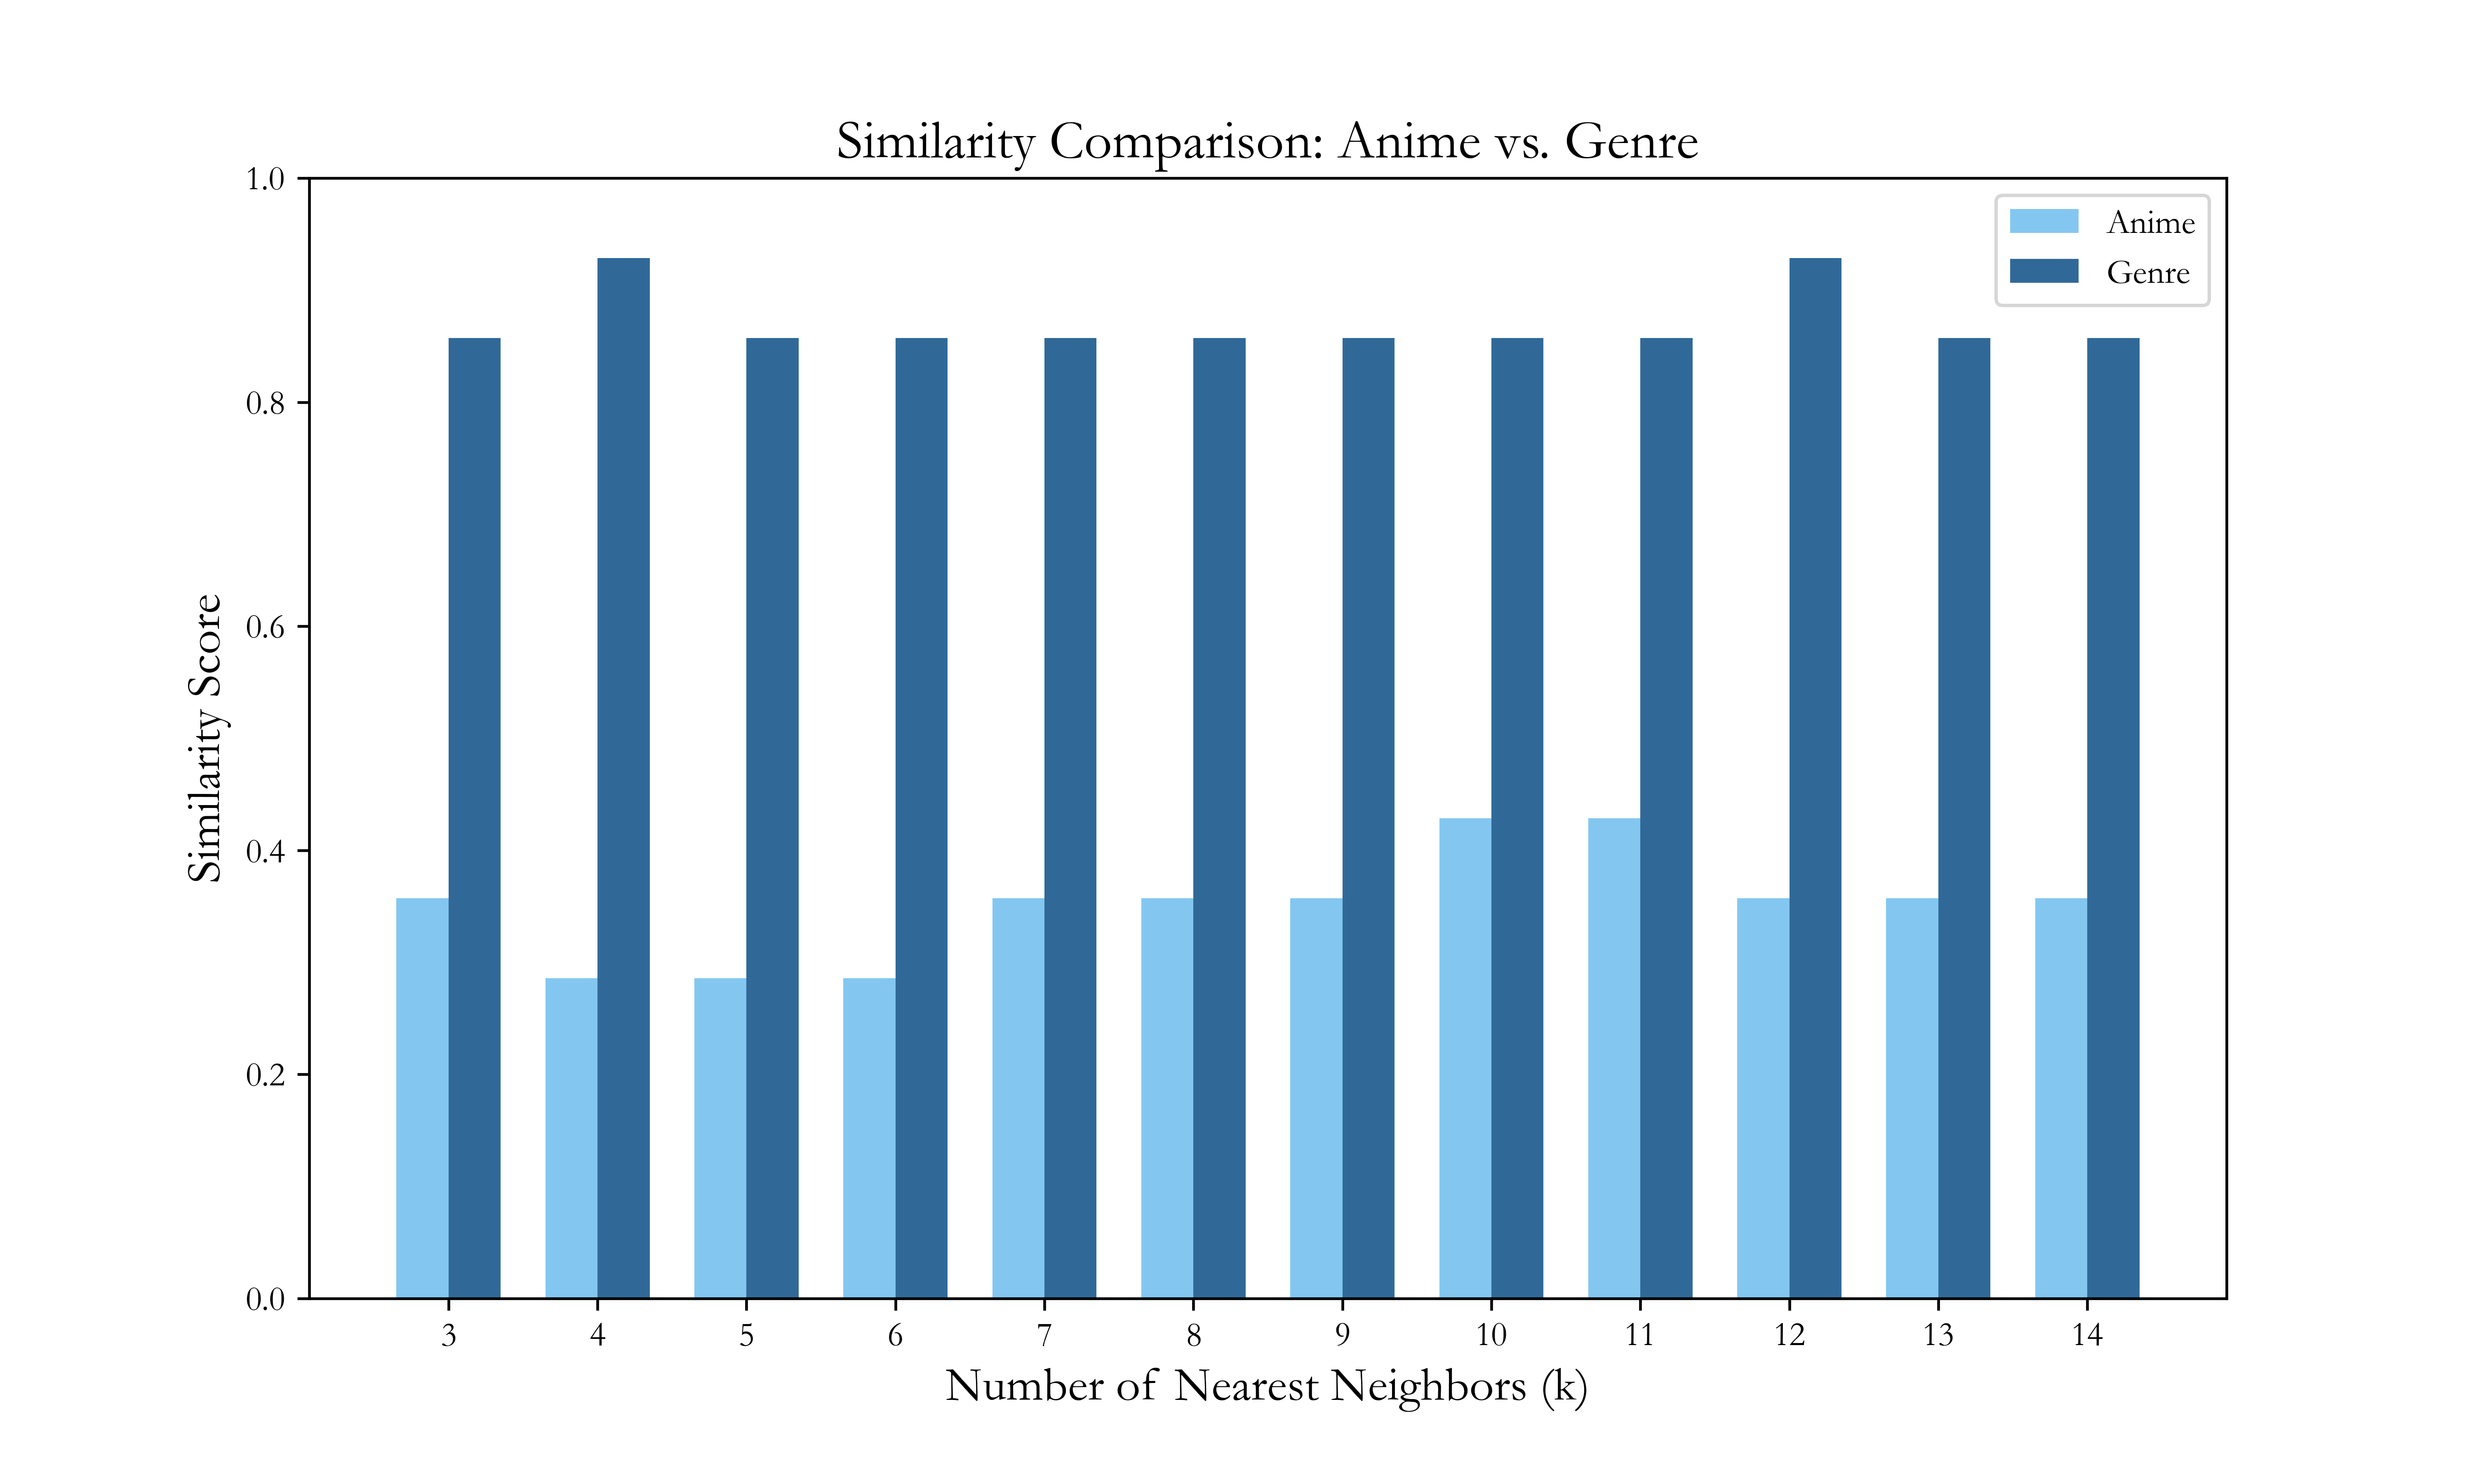 Similarity Comparison: Anime vs. Genre
Anime
Genre
Similarity Score
1.0
0.8
0.6
0.4
0.2
0.0
3 4 5 6 7 8 9 10 11 12 13 14
Number of Nearest Neighbors (k)